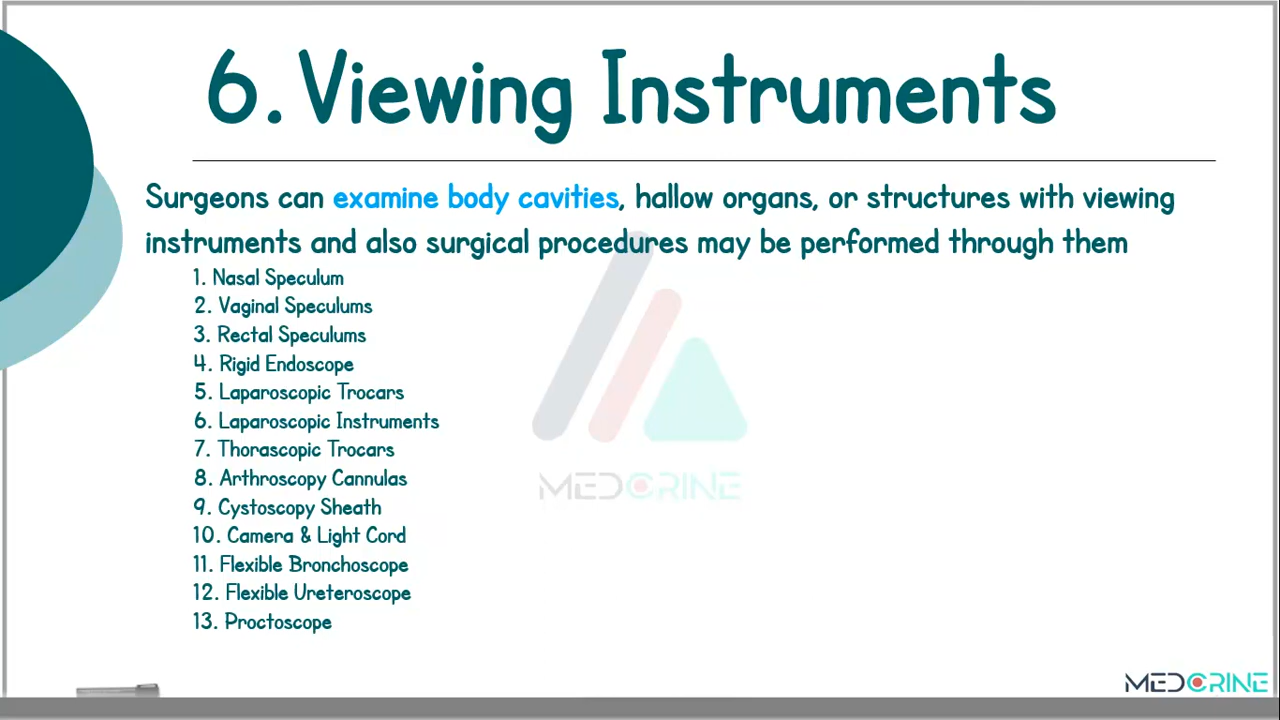 6. Viewing Instruments
Surgeons can examine body cavities, hallow organs, or structures with viewing
instruments and also surgical procedures may be performed through them
1. Nasal Speculum
2. Vaginal Speculums
3. Rectal Speculums
4. Rigid Endoscope
5. Laparoscopic Trocars
6. Laparoscopic Instruments
7. Thorascopic Trocars
8. Arthroscopy Cannulas
9. Cystoscopy Sheath
10. Camera & Light Cord
11. Flexible Bronchoscope
12. Flexible Ureteroscope
13. Proctoscope
MEDCRINE
MEDCRINE